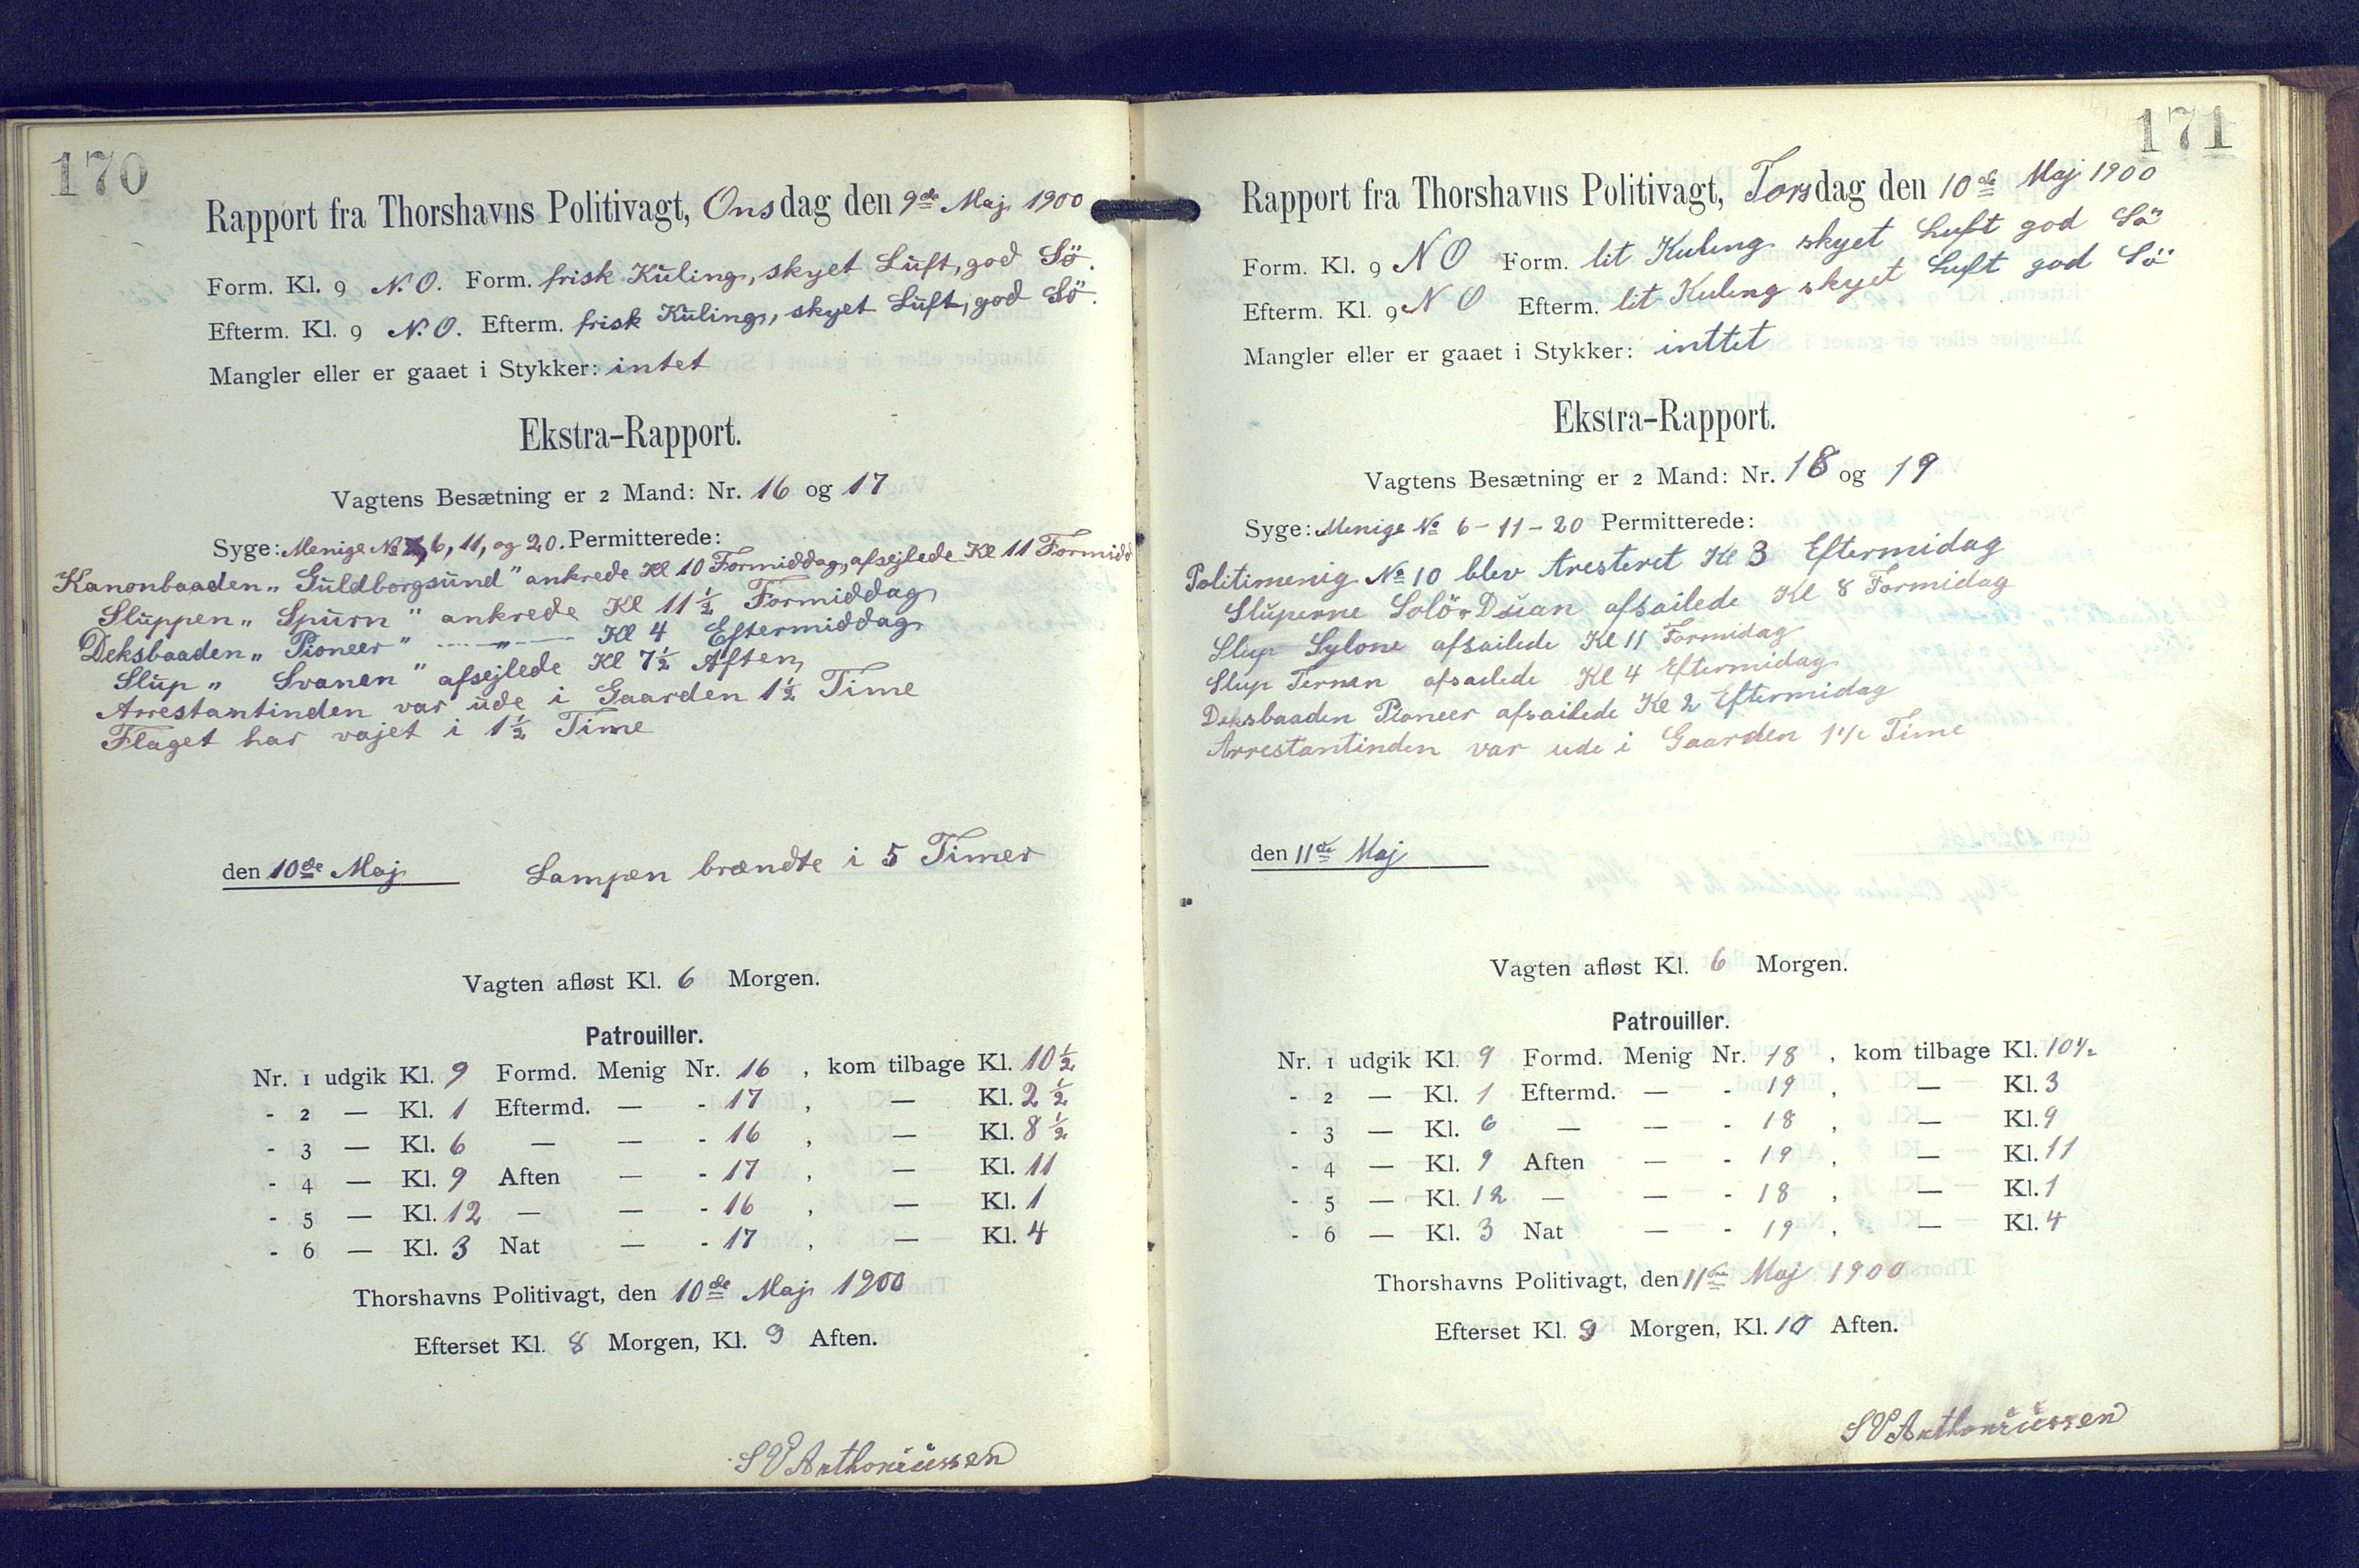 170
Rapport fra Thorshavns Politivagt, Onsdag den 9de Maj 1900
Form. Kl. 9 N.O. Form. frisk Kuling, skyet Luft, god Sö.
Efterm. Kl. 9 N.O. Efterm. frisk Kuling, skyet Luft, god Sö.
Mangler eller er gaaet i Stykker: intet
Ekstra-Rapport.
Vagtens Besætning er 2 Mand: Nr. 16 og 17
Syge: Menige No 6, 11, og 20. Permitterede:
Kanonbaaden „Guldborgsund" ankrede Kl 10 Formiddag, afsejlede Kl 11 Formidd
Sluppen „Spurn" ankrede Kl 11½ Formiddag
Deksbaaden „Pioneer" — „ — Kl 4 Eftermiddag
Slup „Svanen" afsejlede Kl 7½ Aften,
Arrestantinden var ude i Gaarden 1½ Time
Flaget har vajet i 1½ Time
den 10de Maj Lampen brændte i 5 Timer
Vagten afløst Kl. 6 Morgen.
Patrouiller.
Nr. 1 udgik Kl. 9 Formd. Menig Nr. 16, kom tilbage Kl. 10½
- 2 — Kl. 1 Eftermd. — - 17, — Kl. 2½
- 3 — Kl. 6 — — - 16, — Kl. 8½
- 4 — Kl. 9 Aften — - 17, — Kl. 11
- 5 — Kl. 12 — — - 16, — Kl. 1
- 6 — Kl. 3 Nat — - 17, — Kl. 4
Thorshavns Politivagt, den 10de Maj 1900
Efterset Kl. 8 Morgen, Kl. 9 Aften.
S V Anthoniussen
171
Rapport fra Thorshavns Politivagt, Torsdag den 10de Maj 1900
Form. Kl. 9 N O Form. lit Kuling skyet Luft god Sö
Efterm. Kl. 9 N O Efterm. lit Kuling skyet Luft god Sö
Mangler eller er gaaet i Stykker: inttet
Ekstra-Rapport.
Vagtens Besætning er 2 Mand: Nr. 18 og 19
Syge: Menige No 6 - 11 - 20 Permitterede:
Politimenig No 10 blev Aresteret Kl 3 Eftermidag
Sluperne Solö Duan afsailede Kl 8 Formidag
Slup Sylone afsailede Kl 11 Formidag
Slup Ternen afsailede Kl 4 Eftermidag
Deksbaaden Pioneer afsailede Kl 2 Eftermidag
Arrestantinden var ude i Gaarden 1½ Time
den 11de Maj
Vagten afløst Kl. 6 Morgen.
Patrouiller.
Nr. 1 udgik Kl. 9 Formd. Menig Nr. 18, kom tilbage Kl. 10½
- 2 — Kl. 1 Eftermd. — - 19, — Kl. 3
- 3 — Kl. 6 — — - 18, — Kl. 9
- 4 — Kl. 9 Aften — - 19, — Kl. 11
- 5 — Kl. 12 — — - 18, — Kl. 1
- 6 — Kl. 3 Nat — - 19, — Kl. 4
Thorshavns Politivagt, den 11te Maj 1900
Efterset Kl. 9 Morgen, Kl. 10 Aften.
S V Anthoniussen